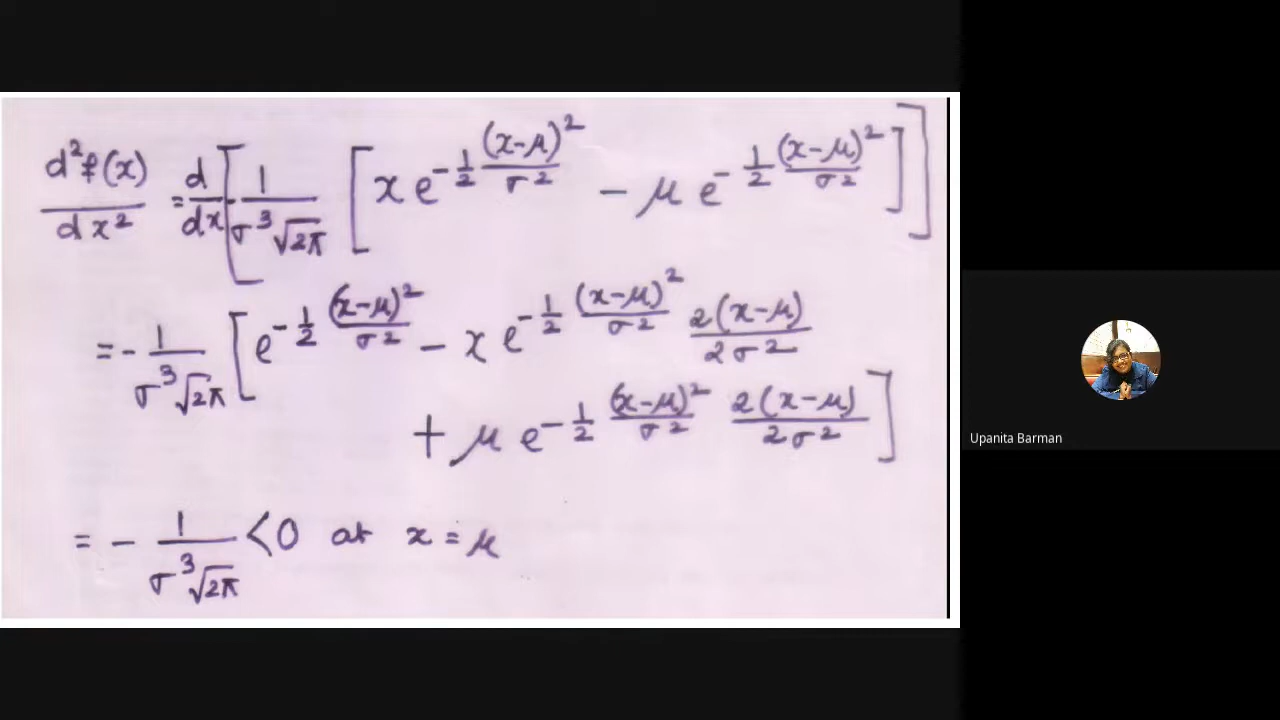 d²f(x)/dx² = d/dx [ - 1/(σ³√2π) [ x e^(-1/2 (x-μ)²/σ²) - μ e^(-1/2 (x-μ)²/σ²) ] ]
= - 1/(σ³√2π) [ e^(-1/2 (x-μ)²/σ²) - x e^(-1/2 (x-μ)²/σ²) 2(x-μ)/2σ²
+ μ e^(-1/2 (x-μ)²/σ²) 2(x-μ)/2σ² ]
= - 1/(σ³√2π) < 0 at x = μ
Upanita Barman